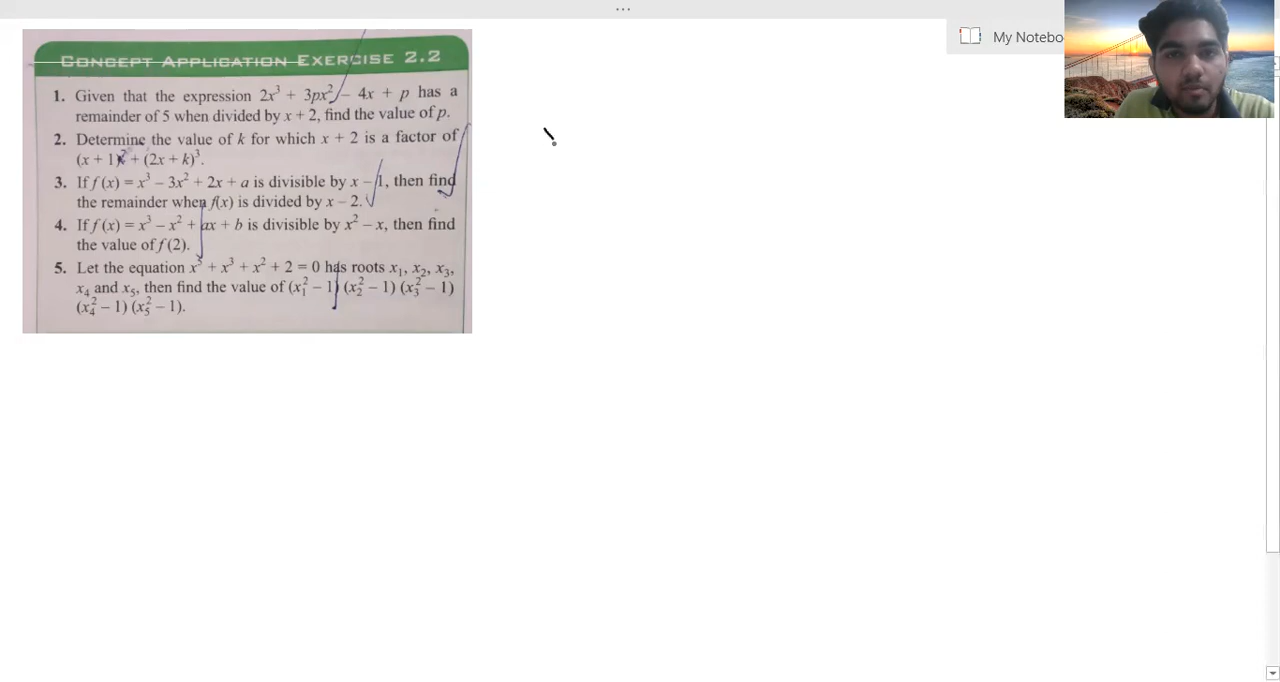 ...
My Notebo
CONCEPT APPLICATION EXERCISE 2.2
1. Given that the expression 2x³ + 3px² − 4x + p has a
remainder of 5 when divided by x + 2, find the value of p.
2. Determine the value of k for which x + 2 is a factor of
(x + 1)⁷ + (2x + k)³.
3. If f(x) = x³ − 3x² + 2x + a is divisible by x − 1, then find
the remainder when f(x) is divided by x − 2.
4. If f(x) = x³ − x² + ax + b is divisible by x² − x, then find
the value of f(2).
5. Let the equation x⁵ + x³ + x² + 2 = 0 has roots x₁, x₂, x₃,
x₄ and x₅, then find the value of (x₁² − 1) (x₂² − 1) (x₃² − 1)
(x₄² − 1) (x₅² − 1).